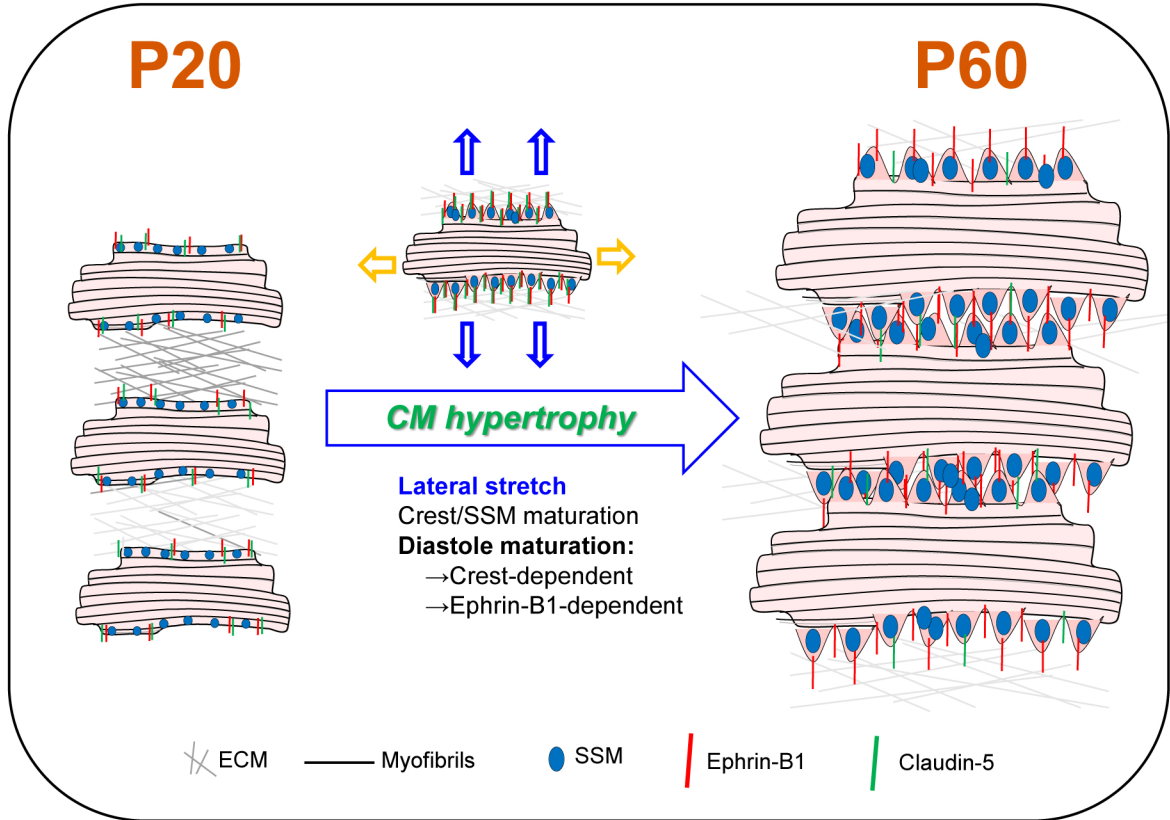 P20
P60
CM hypertrophy
Lateral stretch
Crest/SSM maturation
Diastole maturation:
→Crest-dependent
→Ephrin-B1-dependent
ECM
Myofibrils
SSM
Ephrin-B1
Claudin-5